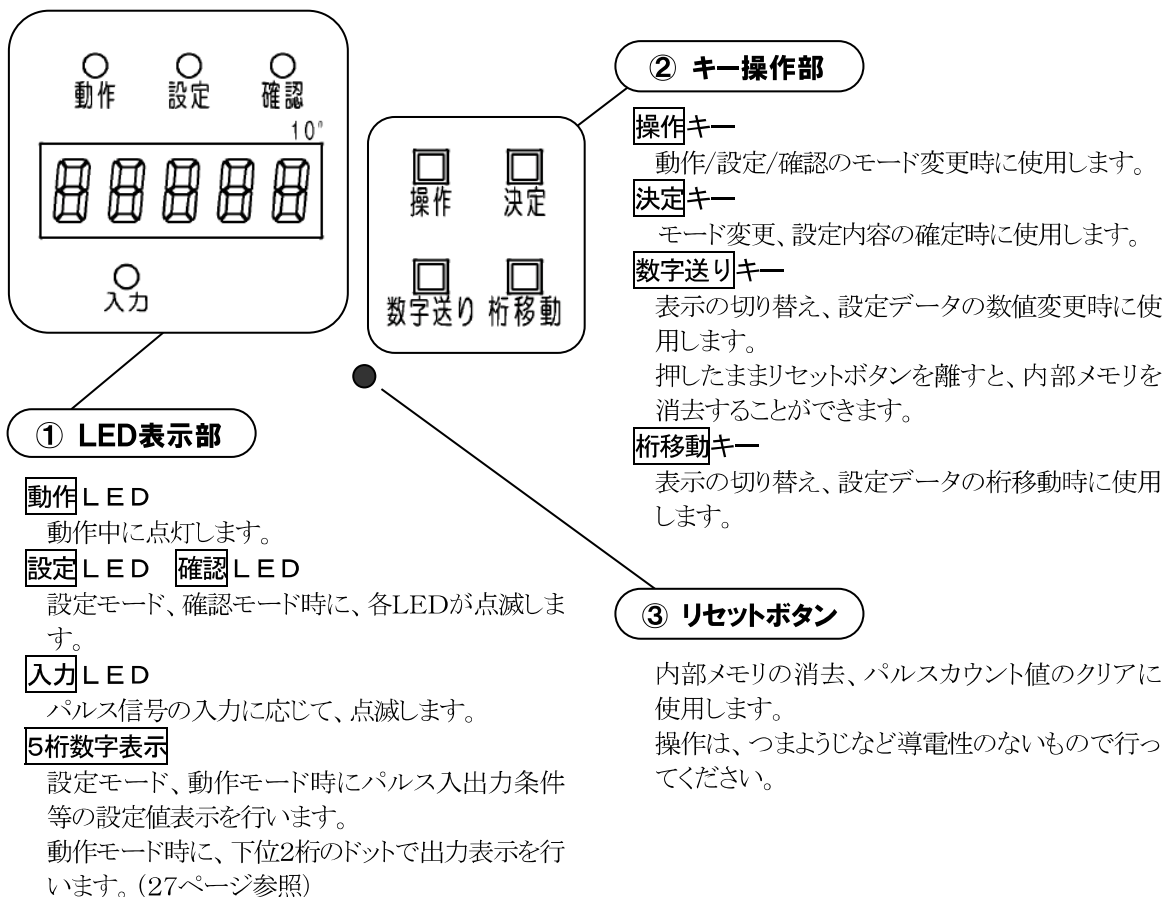 動作 設定 確認
10ⁿ
88888
入力
① LED表示部
動作ＬＥＤ
動作中に点灯します。
設定ＬＥＤ 確認ＬＥＤ
設定モード、確認モード時に、各LEDが点滅しま
す。
入力ＬＥＤ
パルス信号の入力に応じて、点滅します。
5桁数字表示
設定モード、動作モード時にパルス入出力条件
等の設定値表示を行います。
動作モード時に、下位2桁のドットで出力表示を行
います。(27ページ参照)
操作 決定
数字送り 桁移動
② キー操作部
操作キー
動作/設定/確認のモード変更時に使用します。
決定キー
モード変更、設定内容の確定時に使用します。
数字送りキー
表示の切り替え、設定データの数値変更時に使
用します。
押したままリセットボタンを離すと、内部メモリを
消去することができます。
桁移動キー
表示の切り替え、設定データの桁移動時に使用
します。
③ リセットボタン
内部メモリの消去、パルスカウント値のクリアに
使用します。
操作は、つまようじなど導電性のないもので行っ
てください。